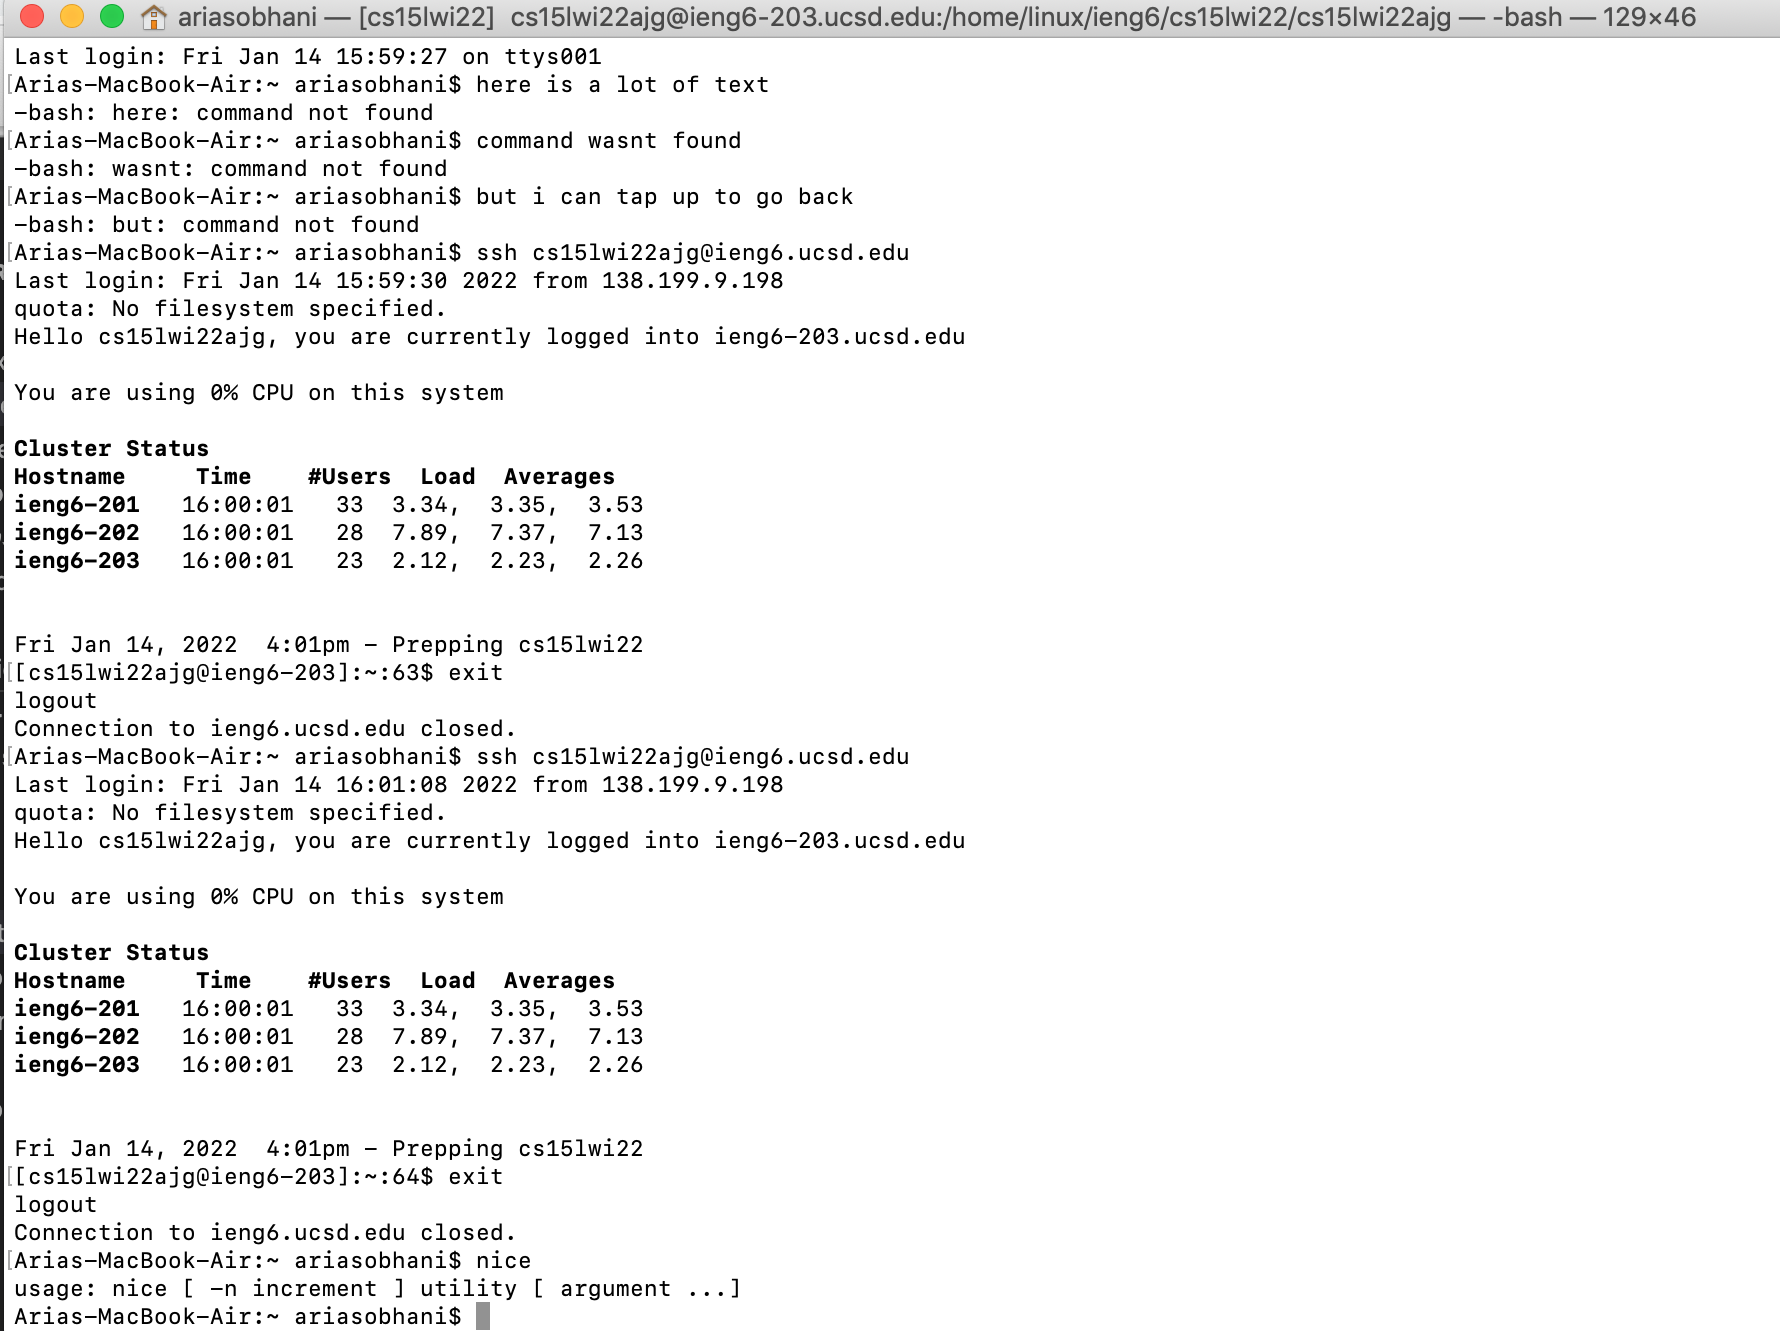 ariasobhani — [cs15lwi22] cs15lwi22ajg@ieng6-203.ucsd.edu:/home/linux/ieng6/cs15lwi22/cs15lwi22ajg — -bash — 129×46
Last login: Fri Jan 14 15:59:27 on ttys001
[Arias-MacBook-Air:~ ariasobhani$ here is a lot of text
-bash: here: command not found
[Arias-MacBook-Air:~ ariasobhani$ command wasnt found
-bash: wasnt: command not found
[Arias-MacBook-Air:~ ariasobhani$ but i can tap up to go back
-bash: but: command not found
[Arias-MacBook-Air:~ ariasobhani$ ssh cs15lwi22ajg@ieng6.ucsd.edu
Last login: Fri Jan 14 15:59:30 2022 from 138.199.9.198
quota: No filesystem specified.
Hello cs15lwi22ajg, you are currently logged into ieng6-203.ucsd.edu
You are using 0% CPU on this system
Cluster Status
Hostname     Time    #Users  Load  Averages
ieng6-201   16:00:01   33  3.34,  3.35,  3.53
ieng6-202   16:00:01   28  7.89,  7.37,  7.13
ieng6-203   16:00:01   23  2.12,  2.23,  2.26
Fri Jan 14, 2022  4:01pm - Prepping cs15lwi22
[[cs15lwi22ajg@ieng6-203]:~:63$ exit
logout
Connection to ieng6.ucsd.edu closed.
[Arias-MacBook-Air:~ ariasobhani$ ssh cs15lwi22ajg@ieng6.ucsd.edu
Last login: Fri Jan 14 16:01:08 2022 from 138.199.9.198
quota: No filesystem specified.
Hello cs15lwi22ajg, you are currently logged into ieng6-203.ucsd.edu
You are using 0% CPU on this system
Cluster Status
Hostname     Time    #Users  Load  Averages
ieng6-201   16:00:01   33  3.34,  3.35,  3.53
ieng6-202   16:00:01   28  7.89,  7.37,  7.13
ieng6-203   16:00:01   23  2.12,  2.23,  2.26
Fri Jan 14, 2022  4:01pm - Prepping cs15lwi22
[[cs15lwi22ajg@ieng6-203]:~:64$ exit
logout
Connection to ieng6.ucsd.edu closed.
[Arias-MacBook-Air:~ ariasobhani$ nice
usage: nice [ -n increment ] utility [ argument ...]
Arias-MacBook-Air:~ ariasobhani$